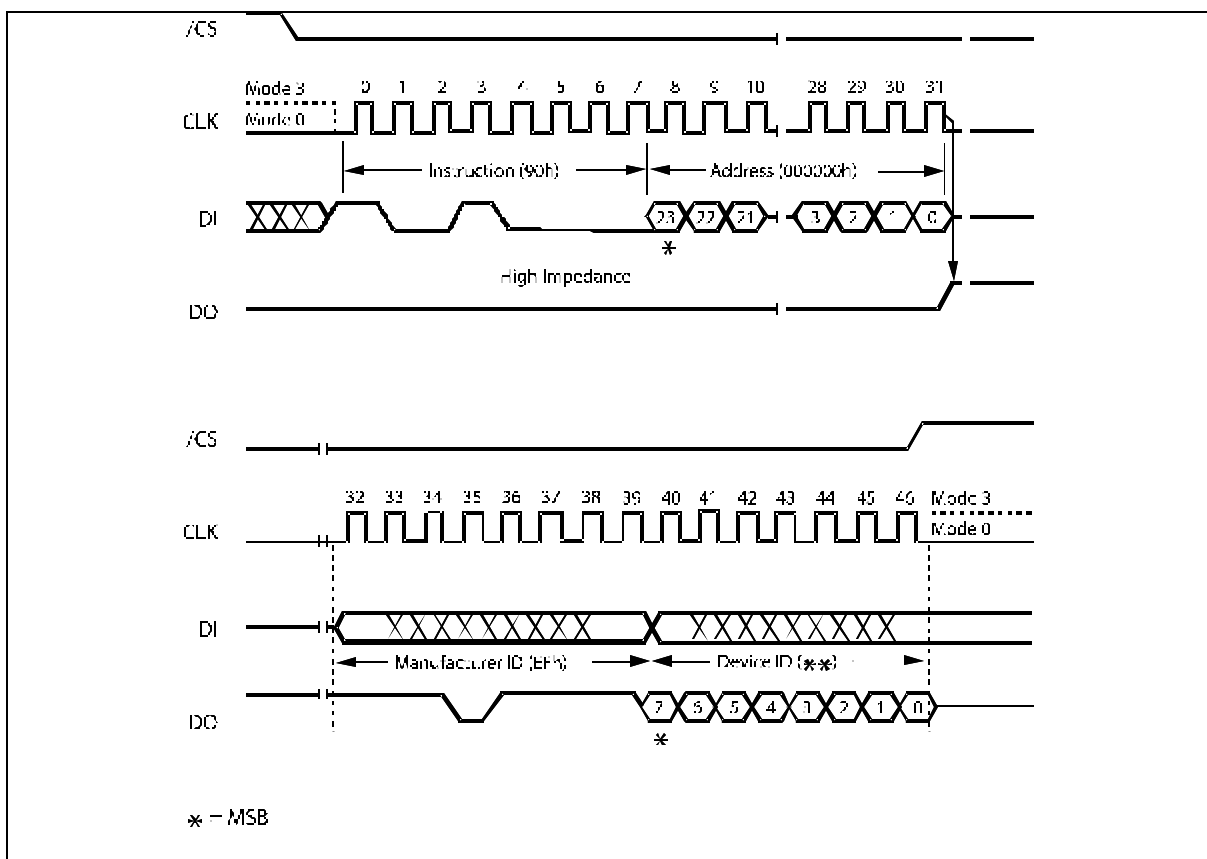 /CS
Mode 3
0 1 2 3 4 5 6 7 8 9 10 28 29 30 31
CLK
Mode 0
Instruction (90h) Address (000000h)
DI
23 22 21 3 2 1 0
*
High Impedance
DO
/CS
32 33 34 35 36 37 38 39 40 41 42 43 44 45 46 Mode 3
CLK
Mode 0
DI
Manufacturer ID (EFh) Device ID (**)
DO
7 6 5 4 3 2 1 0
*
* = MSB